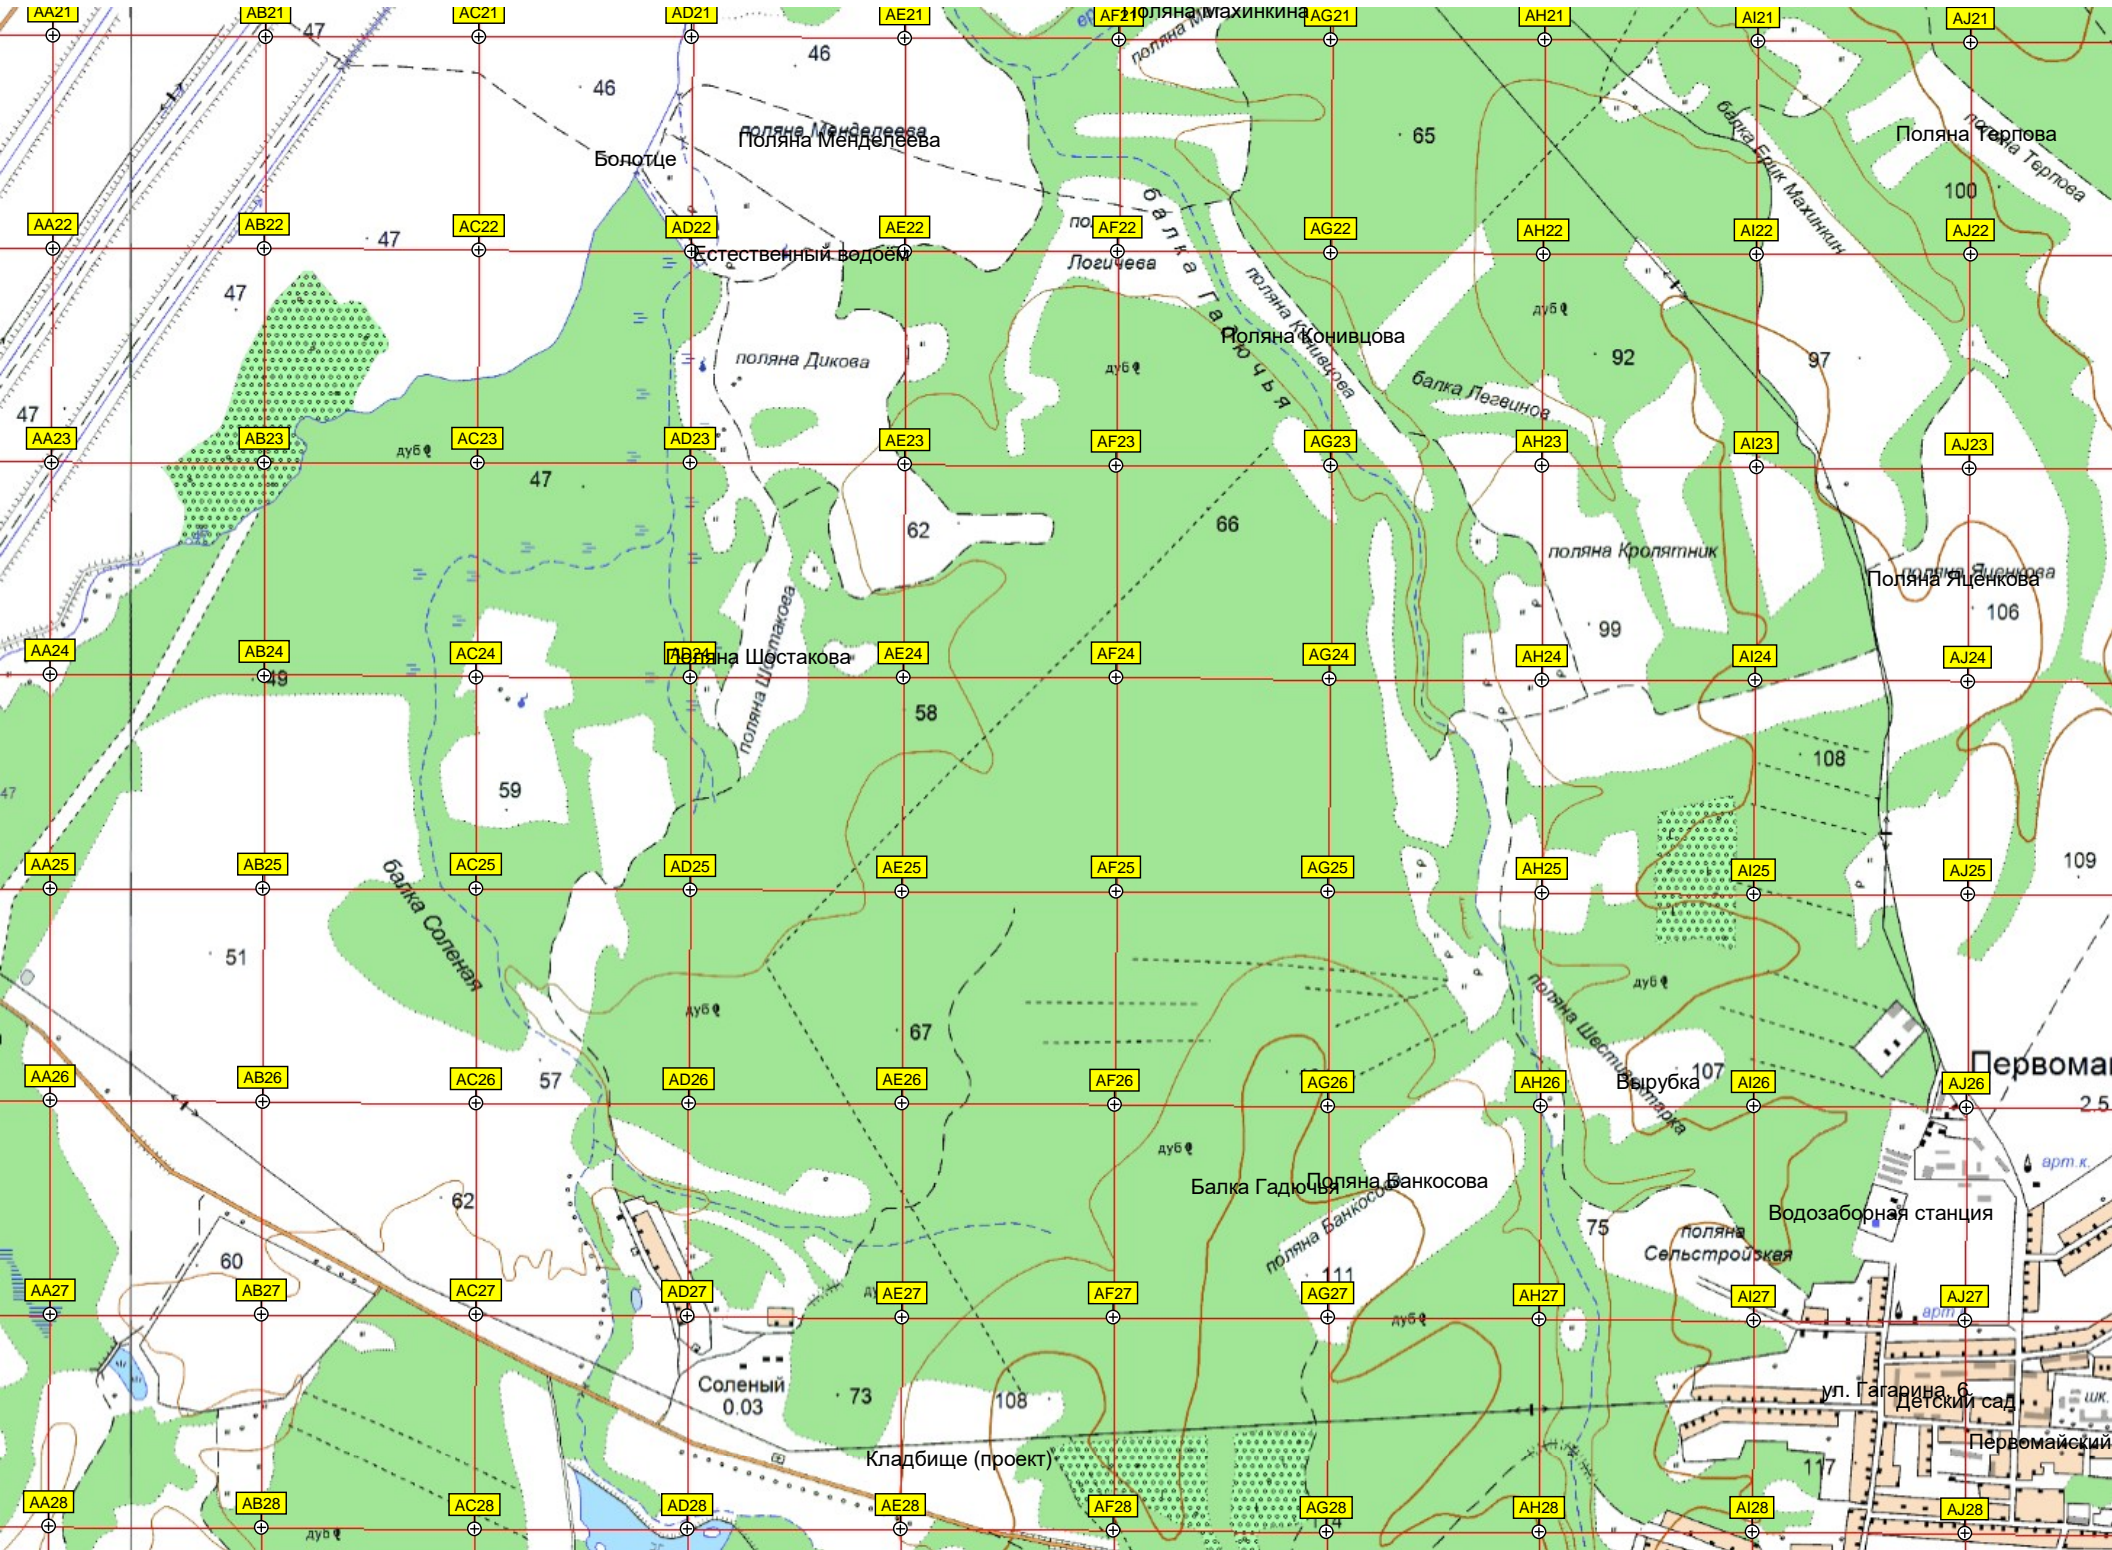 AA21
AB21
AC21
AD21
AE21
AF21
Поляна Махинкина
AG21
AH21
AI21
AJ21
47
46
46
65
поляна Менделеева
Поляна Менделеева
Болотце
балка Ерик Махинкин
Поляна Терпова
поляна Терпова
100
AA22
AB22
AC22
AD22
AE22
AF22
AG22
AH22
AI22
AJ22
47
Естественный водоём
Логичева
балка Гадючья
поляна Конивцова
Поляна Конивцова
47
дуб
92
97
поляна Дикова
дуб
балка Легвинов
47
AA23
AB23
AC23
AD23
AE23
AF23
AG23
AH23
AI23
AJ23
дуб
47
62
66
поляна Кролятник
поляна Яценкова
Поляна Яценкова
106
99
поляна Шостакова
Поляна Шостакова
AA24
AB24
AC24
AD24
AE24
AF24
AG24
AH24
AI24
AJ24
49
58
108
59
47
109
AA25
AB25
AC25
AD25
AE25
AF25
AG25
AH25
AI25
AJ25
балка Соленая
51
дуб
поляна Шестивекотарка
дуб
67
57
107
Вырубка
Первомай
2.5
AA26
AB26
AC26
AD26
AE26
AF26
AG26
AH26
AI26
AJ26
дуб
арт.к.
62
Балка Гадючья
Поляна Банкосова
поляна Банкосова
Водозаборная станция
75
поляна
Сельстройская
60
111
AA27
AB27
AC27
AD27
AE27
AF27
AG27
AH27
AI27
AJ27
дуб
арт
Соленый
0.03
73
108
ул. Гагарина, 6
Детский сад
шк.
Кладбище (проект)
Первомайский
117
AA28
AB28
AC28
AD28
AE28
AF28
AG28
AH28
AI28
AJ28
дуб